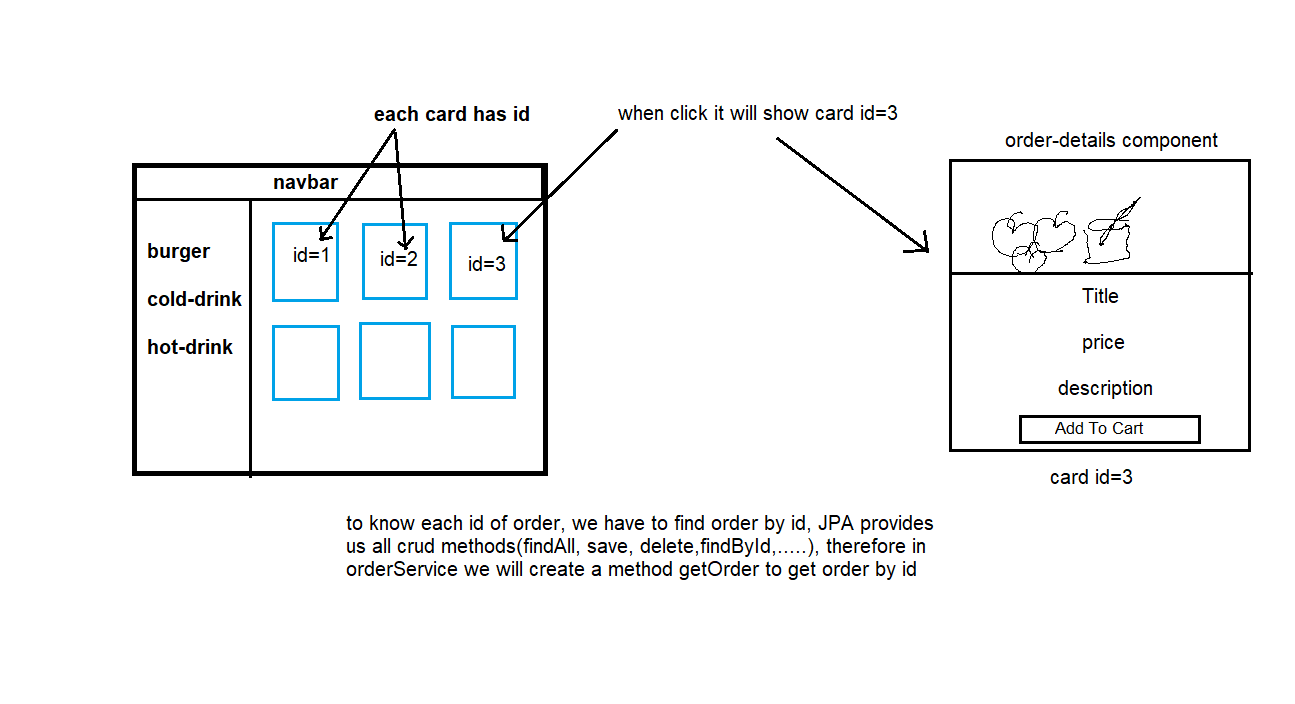 each card has id
when click it will show card id=3
order-details component
navbar
burger
cold-drink
hot-drink
id=1
id=2
id=3
Title
price
description
Add To Cart
card id=3
to know each id of order, we have to find order by id, JPA provides
us all crud methods(findAll, save, delete,findById,.....), therefore in
orderService we will create a method getOrder to get order by id